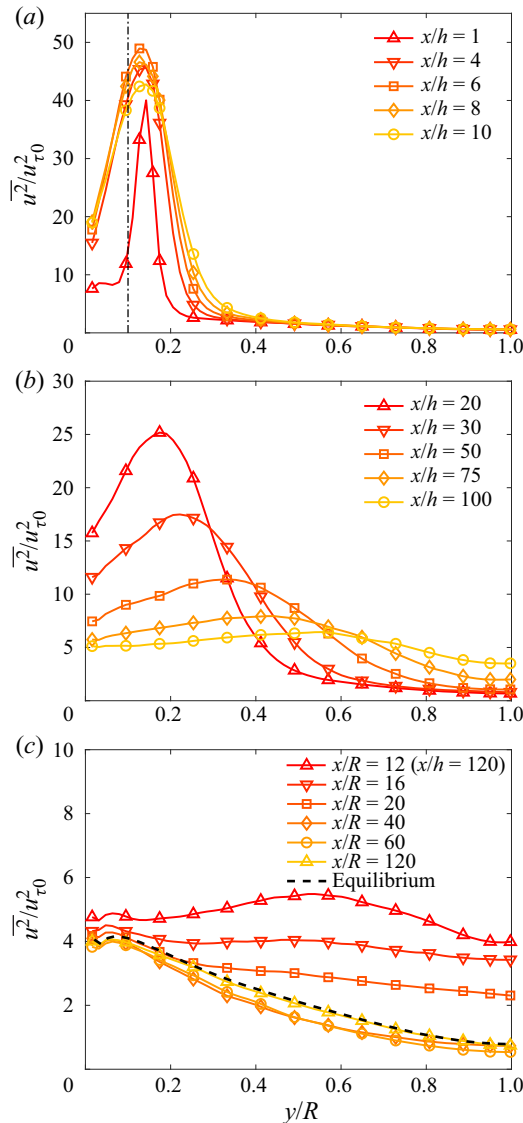 (a)
50
40
30
20
10
0
0.2
0.4
0.6
0.8
1.0
u²/u²τ0
x/h = 1
x/h = 4
x/h = 6
x/h = 8
x/h = 10
(b)
30
25
20
15
10
5
0
0.2
0.4
0.6
0.8
1.0
u²/u²τ0
x/h = 20
x/h = 30
x/h = 50
x/h = 75
x/h = 100
(c)
10
8
6
4
2
0
0.2
0.4
0.6
0.8
1.0
u²/u²τ0
x/R = 12 (x/h = 120)
x/R = 16
x/R = 20
x/R = 40
x/R = 60
x/R = 120
Equilibrium
y/R